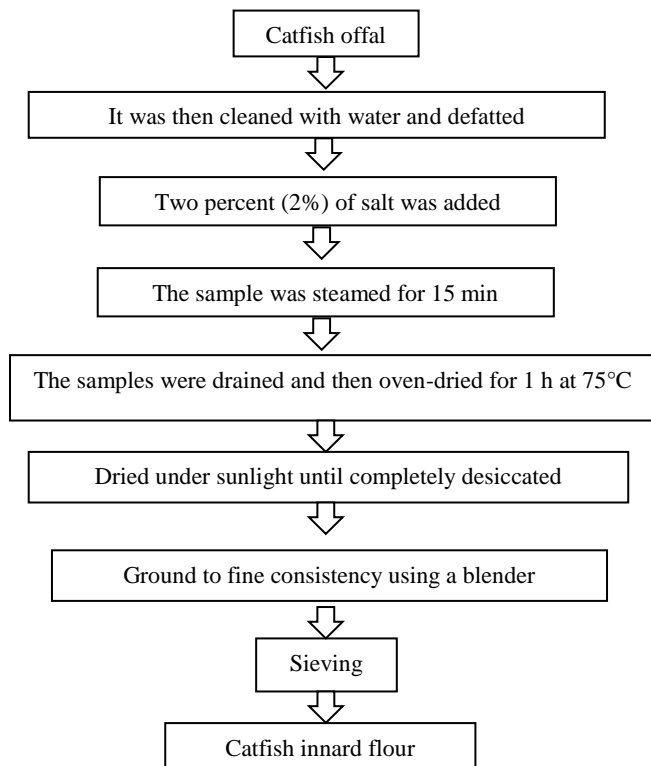 Catfish offal
It was then cleaned with water and defatted
Two percent (2%) of salt was added
The sample was steamed for 15 min
The samples were drained and then oven-dried for 1 h at 75°C
Dried under sunlight until completely desiccated
Ground to fine consistency using a blender
Sieving
Catfish innard flour